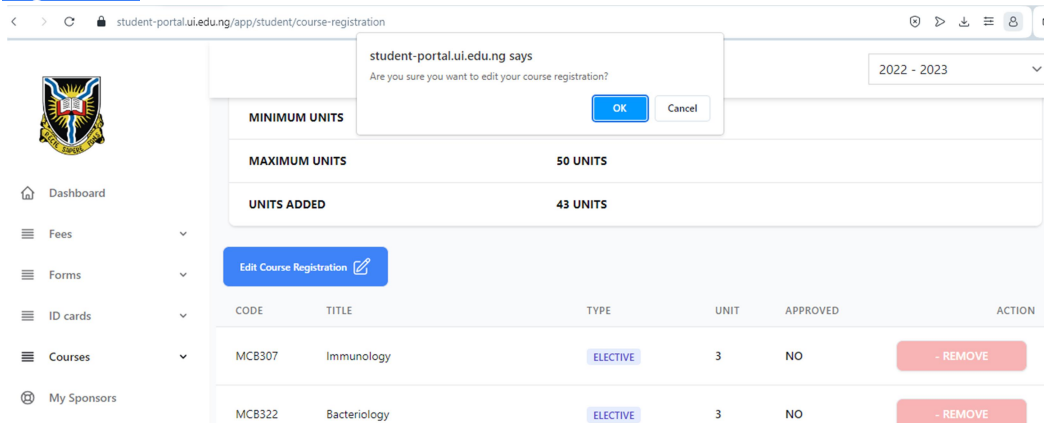 student-portal.ui.edu.ng/app/student/course-registration
student-portal.ui.edu.ng says
Are you sure you want to edit your course registration?
OK Cancel
2022 - 2023
MINIMUM UNITS
MAXIMUM UNITS 50 UNITS
UNITS ADDED 43 UNITS
Dashboard
Fees
Forms
ID cards
Courses
My Sponsors
Edit Course Registration
CODE TITLE TYPE UNIT APPROVED ACTION
MCB307 Immunology ELECTIVE 3 NO - REMOVE
MCB322 Bacteriology ELECTIVE 3 NO - REMOVE